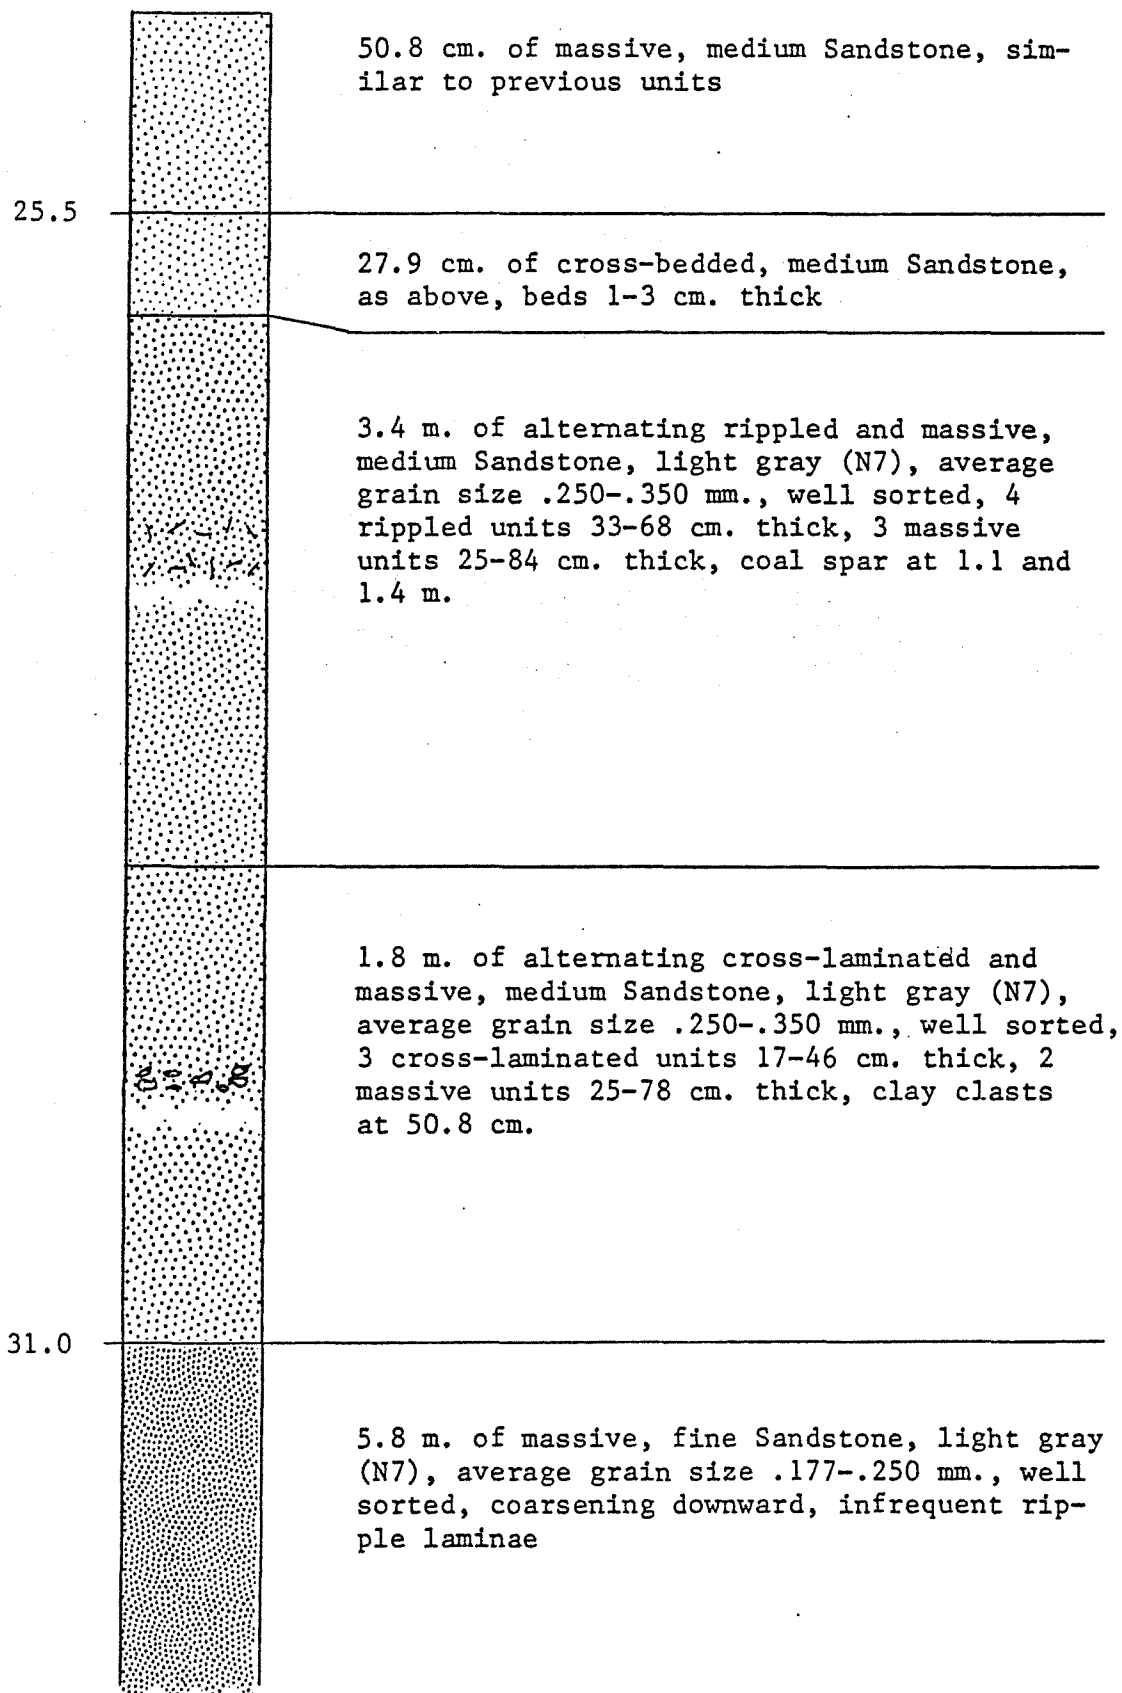 50.8 cm. of massive, medium Sandstone, sim-
ilar to previous units
25.5
27.9 cm. of cross-bedded, medium Sandstone,
as above, beds 1-3 cm. thick
3.4 m. of alternating rippled and massive,
medium Sandstone, light gray (N7), average
grain size .250-.350 mm., well sorted, 4
rippled units 33-68 cm. thick, 3 massive
units 25-84 cm. thick, coal spar at 1.1 and
1.4 m.
1.8 m. of alternating cross-laminated and
massive, medium Sandstone, light gray (N7),
average grain size .250-.350 mm., well sorted,
3 cross-laminated units 17-46 cm. thick, 2
massive units 25-78 cm. thick, clay clasts
at 50.8 cm.
31.0
5.8 m. of massive, fine Sandstone, light gray
(N7), average grain size .177-.250 mm., well
sorted, coarsening downward, infrequent rip-
ple laminae